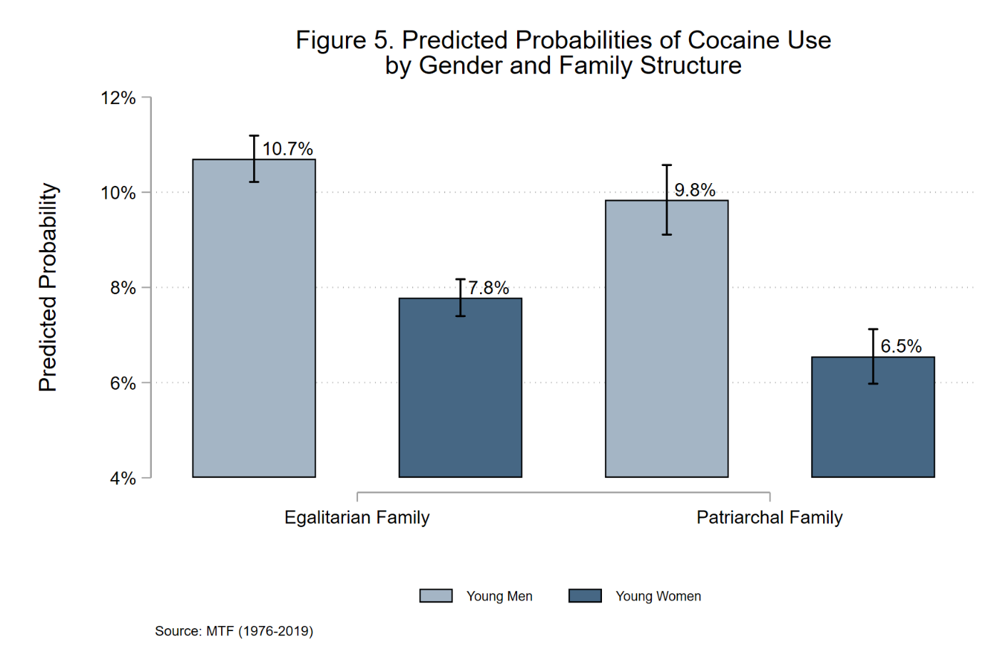 Figure 5. Predicted Probabilities of Cocaine Use
by Gender and Family Structure
Predicted Probability
12%
10%
8%
6%
4%
10.7%
7.8%
9.8%
6.5%
Egalitarian Family
Patriarchal Family
Young Men
Young Women
Source: MTF (1976-2019)